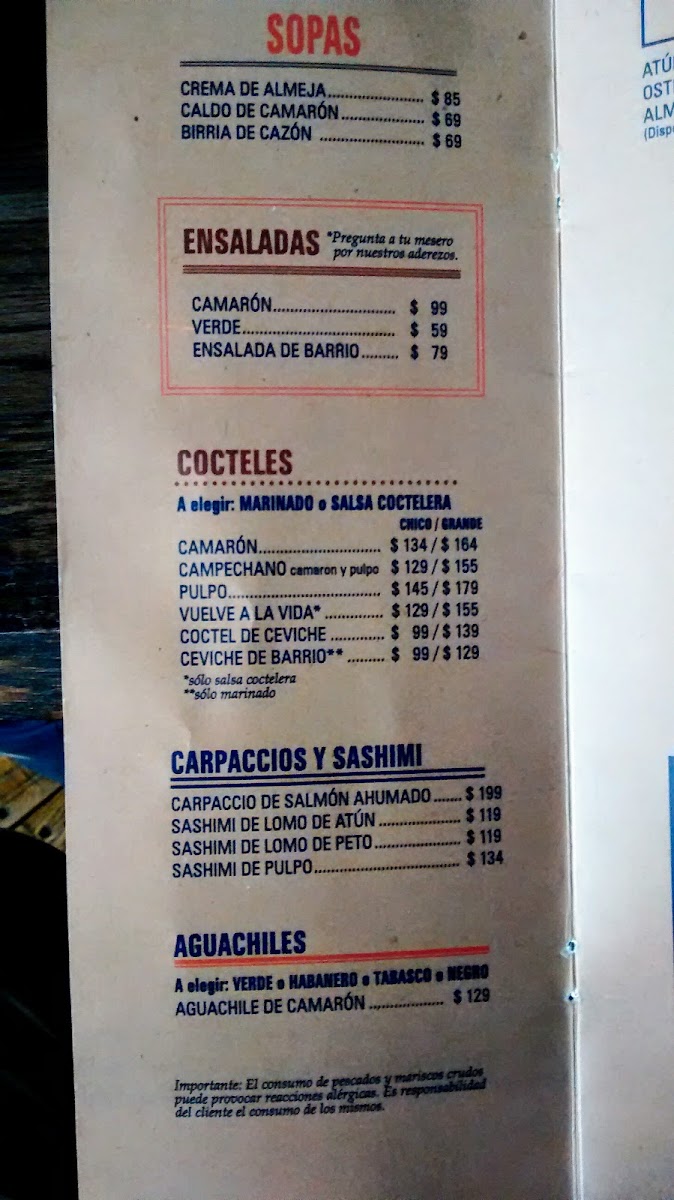 SOPAS
CREMA DE ALMEJA........................ $ 85
CALDO DE CAMARÓN..................... $ 69
BIRRIA DE CAZÓN .......................... $ 69
ENSALADAS *Pregunta a tu mesero
por nuestros aderezos.
CAMARÓN.............................. $ 99
VERDE..................................... $ 59
ENSALADA DE BARRIO......... $ 79
COCTELES
A elegir: MARINADO o SALSA COCTELERA
CHICO / GRANDE
CAMARÓN.............................. $ 134 / $ 164
CAMPECHANO camaron y pulpo $ 129 / $ 155
PULPO..................................... $ 145 / $ 179
VUELVE A LA VIDA* .............. $ 129 / $ 155
COCTEL DE CEVICHE ............. $ 99 / $ 139
CEVICHE DE BARRIO** ......... $ 99 / $ 129
*sólo salsa coctelera
**sólo marinado
CARPACCIOS Y SASHIMI
CARPACCIO DE SALMÓN AHUMADO....... $ 199
SASHIMI DE LOMO DE ATÚN .................... $ 119
SASHIMI DE LOMO DE PETO..................... $ 119
SASHIMI DE PULPO................................... $ 134
AGUACHILES
A elegir: VERDE o HABANERO o TABASCO o NEGRO
AGUACHILE DE CAMARÓN .................. $ 129
Importante: El consumo de pescados y mariscos crudos
puede provocar reacciones alérgicas. Es responsabilidad
del cliente el consumo de los mismos.
ATÚ
OST
ALM
(Disp